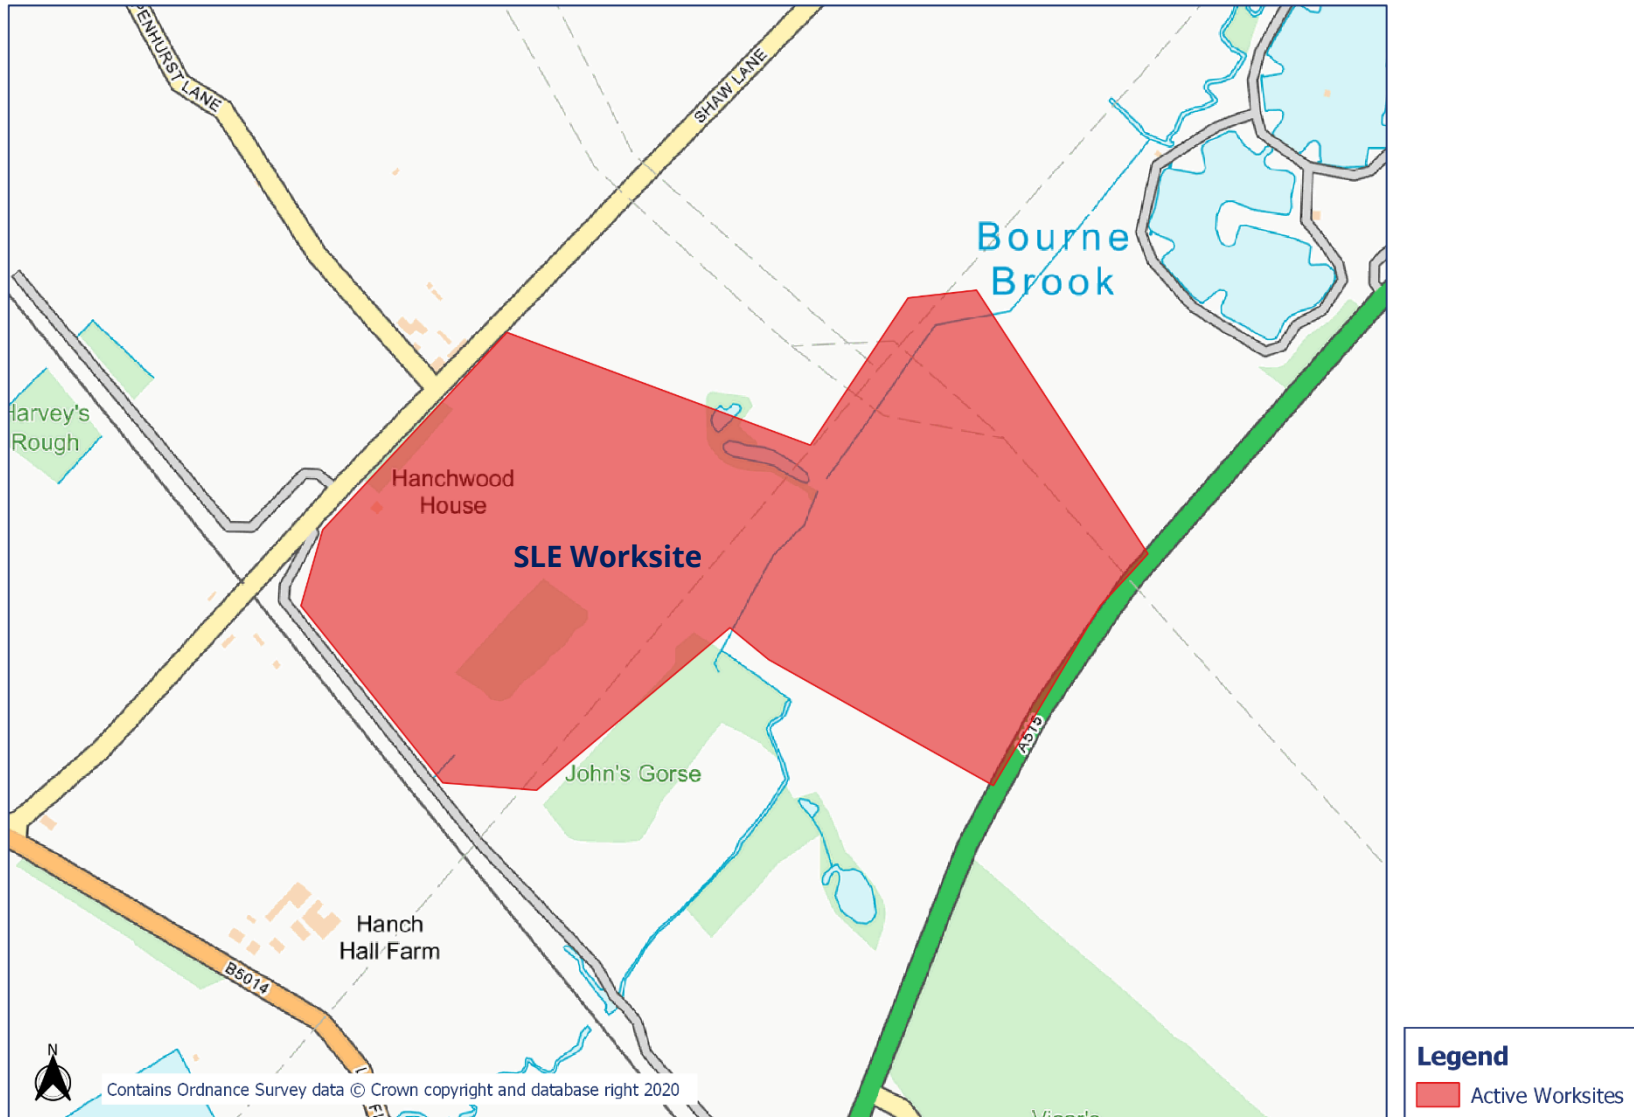 PENHURST LANE
SHAW LANE
Bourne
Brook
Harvey's
Rough
Hanchwood
House
SLE Worksite
A515
John's Gorse
Hanch
Hall Farm
B5014
N
Contains Ordnance Survey data © Crown copyright and database right 2020
Legend
Active Worksites